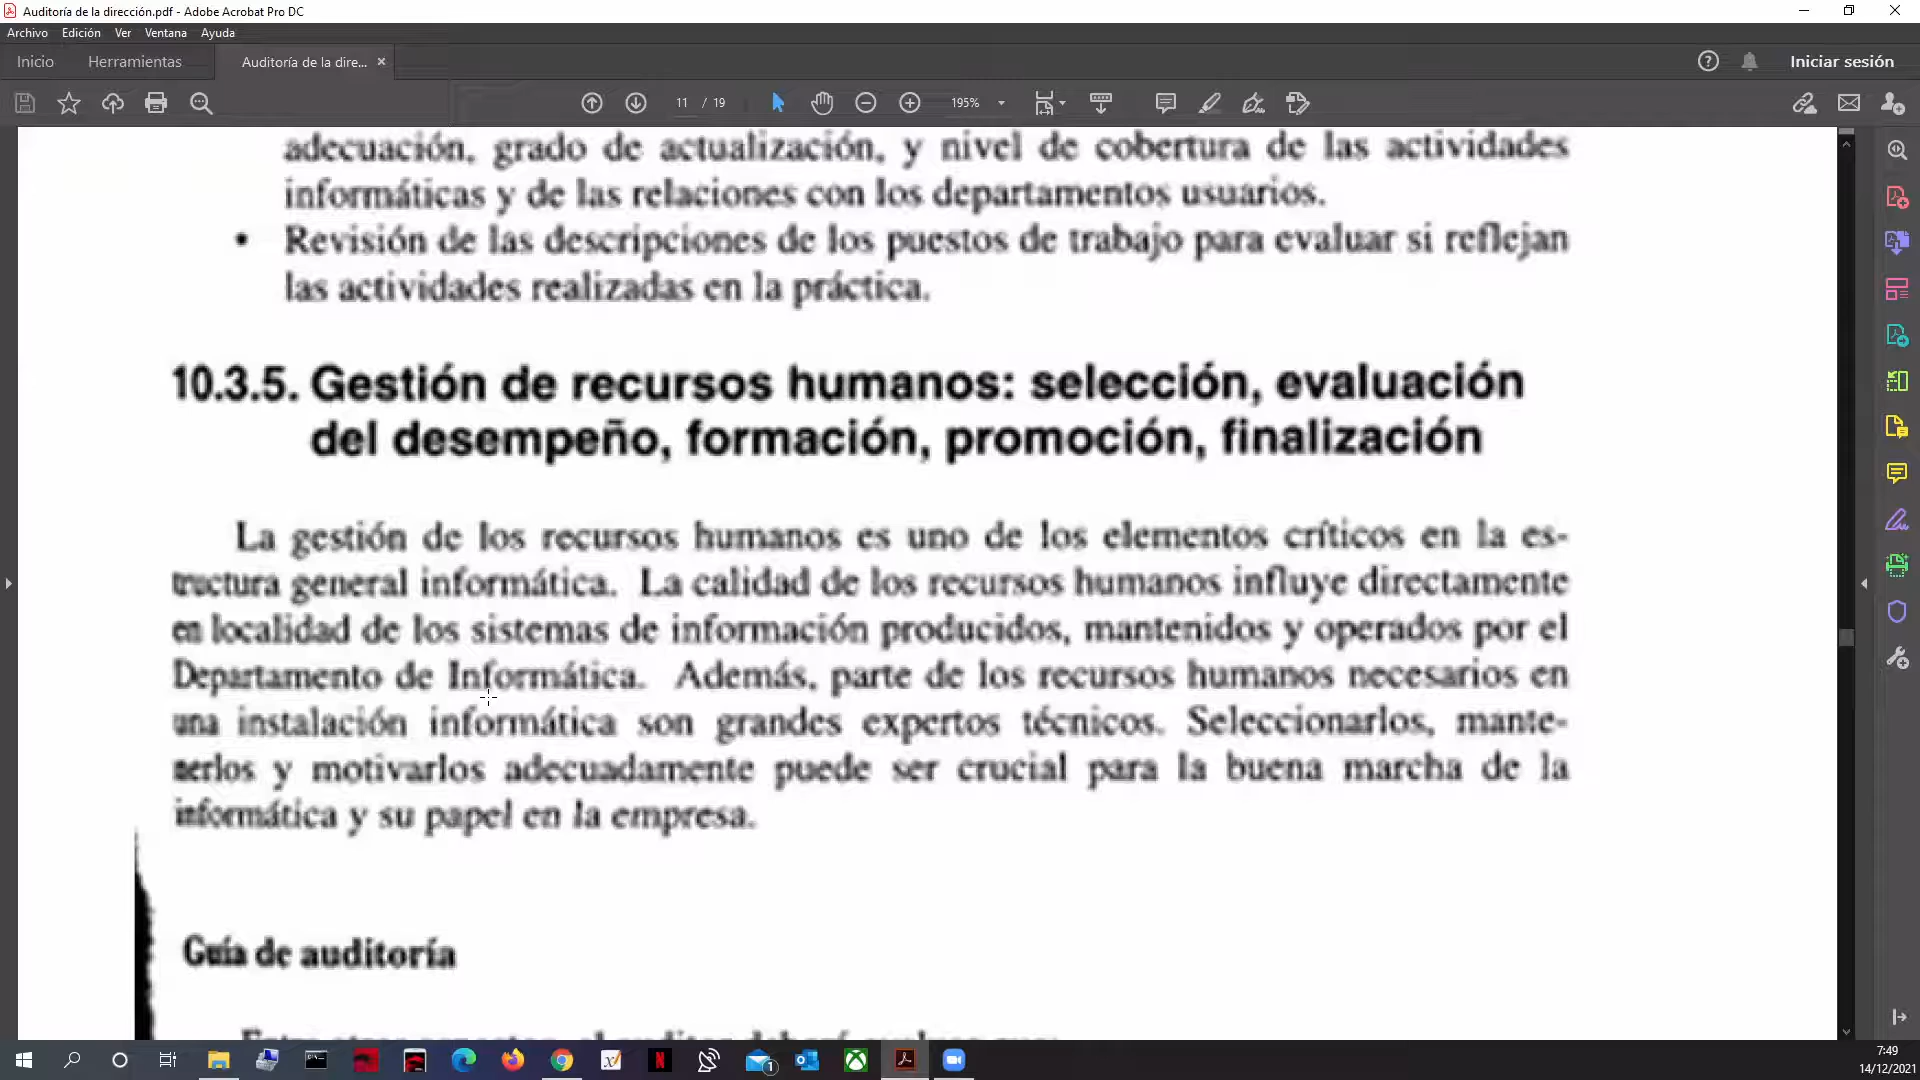 Auditoría de la dirección.pdf - Adobe Acrobat Pro DC
Archivo Edición Ver Ventana Ayuda
Inicio Herramientas Auditoría de la dire... × Iniciar sesión
11 / 19 195%
adecuación, grado de actualización, y nivel de cobertura de las actividades
informáticas y de las relaciones con los departamentos usuarios.
• Revisión de las descripciones de los puestos de trabajo para evaluar si reflejan
las actividades realizadas en la práctica.
10.3.5. Gestión de recursos humanos: selección, evaluación
del desempeño, formación, promoción, finalización
La gestión de los recursos humanos es uno de los elementos críticos en la es-
tructura general informática. La calidad de los recursos humanos influye directamente
en localidad de los sistemas de información producidos, mantenidos y operados por el
Departamento de Informática. Además, parte de los recursos humanos necesarios en
una instalación informática son grandes expertos técnicos. Seleccionarlos, mante-
nerlos y motivarlos adecuadamente puede ser crucial para la buena marcha de la
informática y su papel en la empresa.
Guía de auditoría
7:49
14/12/2021